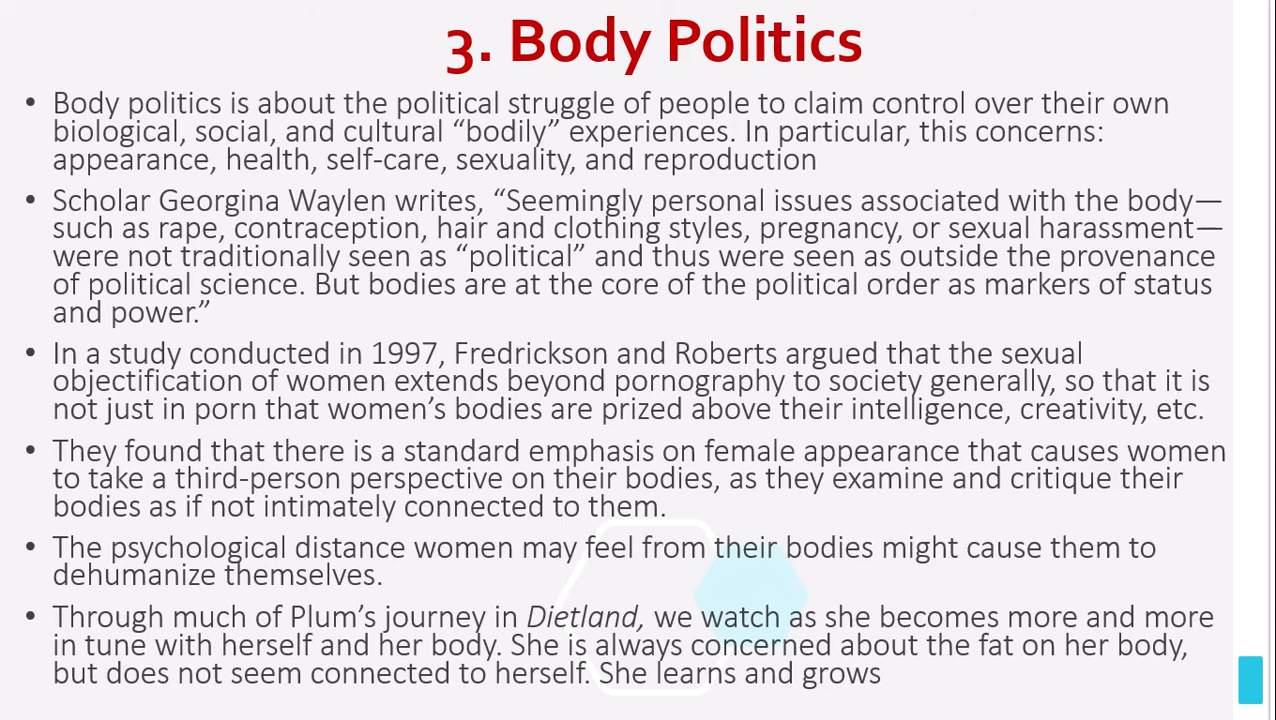 3. Body Politics
• Body politics is about the political struggle of people to claim control over their own
biological, social, and cultural “bodily” experiences. In particular, this concerns:
appearance, health, self-care, sexuality, and reproduction
• Scholar Georgina Waylen writes, “Seemingly personal issues associated with the body—
such as rape, contraception, hair and clothing styles, pregnancy, or sexual harassment—
were not traditionally seen as “political” and thus were seen as outside the provenance
of political science. But bodies are at the core of the political order as markers of status
and power.”
• In a study conducted in 1997, Fredrickson and Roberts argued that the sexual
objectification of women extends beyond pornography to society generally, so that it is
not just in porn that women’s bodies are prized above their intelligence, creativity, etc.
• They found that there is a standard emphasis on female appearance that causes women
to take a third-person perspective on their bodies, as they examine and critique their
bodies as if not intimately connected to them.
• The psychological distance women may feel from their bodies might cause them to
dehumanize themselves.
• Through much of Plum’s journey in Dietland, we watch as she becomes more and more
in tune with herself and her body. She is always concerned about the fat on her body,
but does not seem connected to herself. She learns and grows